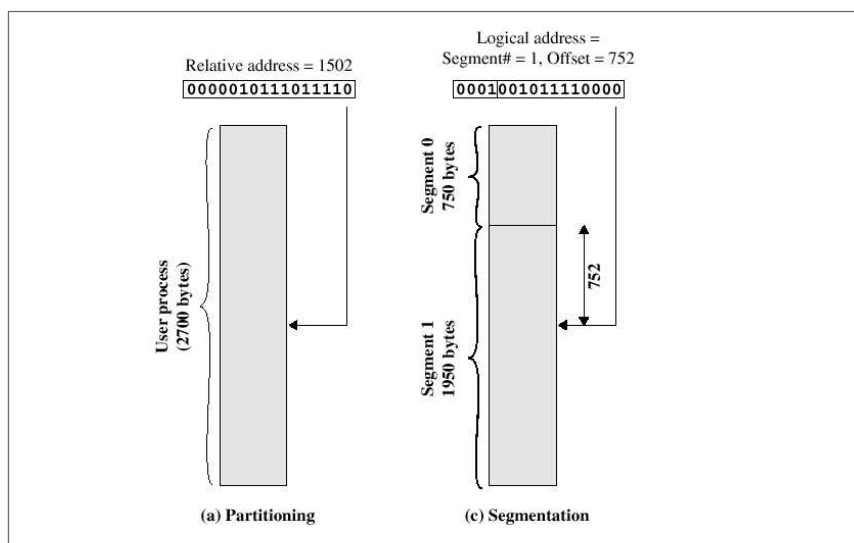 Relative address = 1502
0000010111011110
User process
(2700 bytes)
(a) Partitioning
Logical address =
Segment# = 1, Offset = 752
0001001011110000
Segment 0
750 bytes
752
Segment 1
1950 bytes
(c) Segmentation